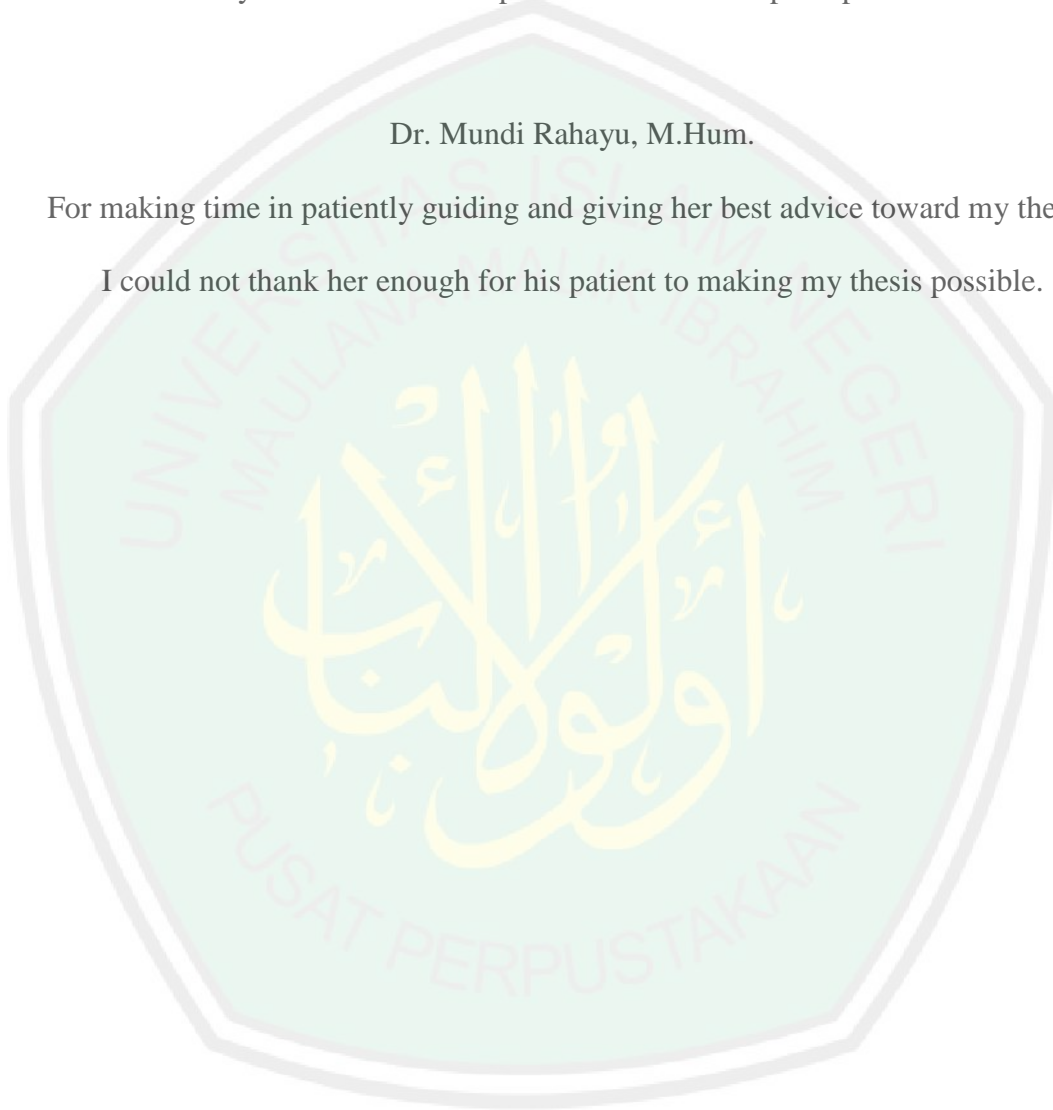 Dr. Mundi Rahayu, M.Hum.
For making time in patiently guiding and giving her best advice toward my the
I could not thank her enough for his patient to making my thesis possible.
UNIVERSITAS ISLAM NEGERI
MAULANA MALIK IBRAHIM
أولوا الألباب
PUSAT PERPUSTAKAAN